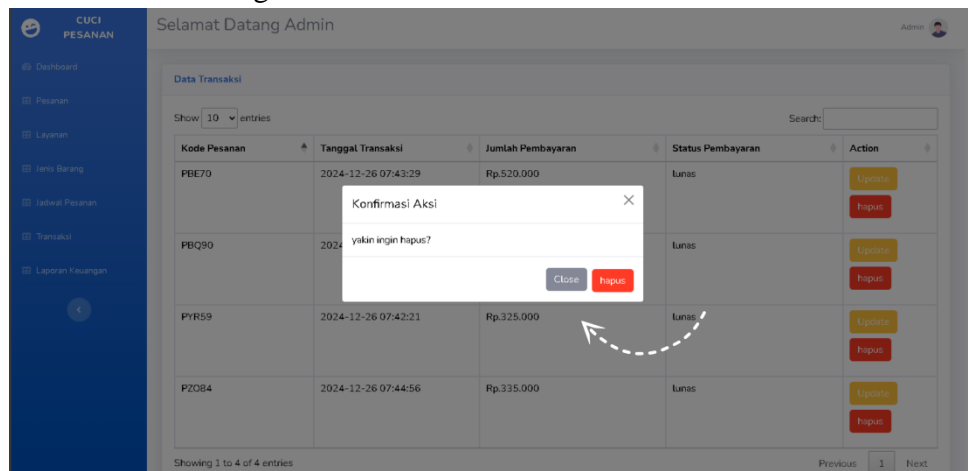 CUCI
PESANAN
Selamat Datang Admin
Admin
Dashboard
Pesanan
Layanan
Jenis Barang
Jadwal Pesanan
Transaksi
Laporan Keuangan
Data Transaksi
Show 10 entries
Search:
Kode Pesanan Tanggal Transaksi Jumlah Pembayaran Status Pembayaran Action
PBE70 2024-12-26 07:43:29 Rp.520.000 lunas Update
hapus
Konfirmasi Aksi
PBQ90 2024 lunas Update
yakin ingin hapus?
hapus
Close hapus
PYR59 2024-12-26 07:42:21 Rp.325.000 lunas Update
hapus
PZO84 2024-12-26 07:44:56 Rp.335.000 lunas Update
hapus
Showing 1 to 4 of 4 entries
Previous 1 Next